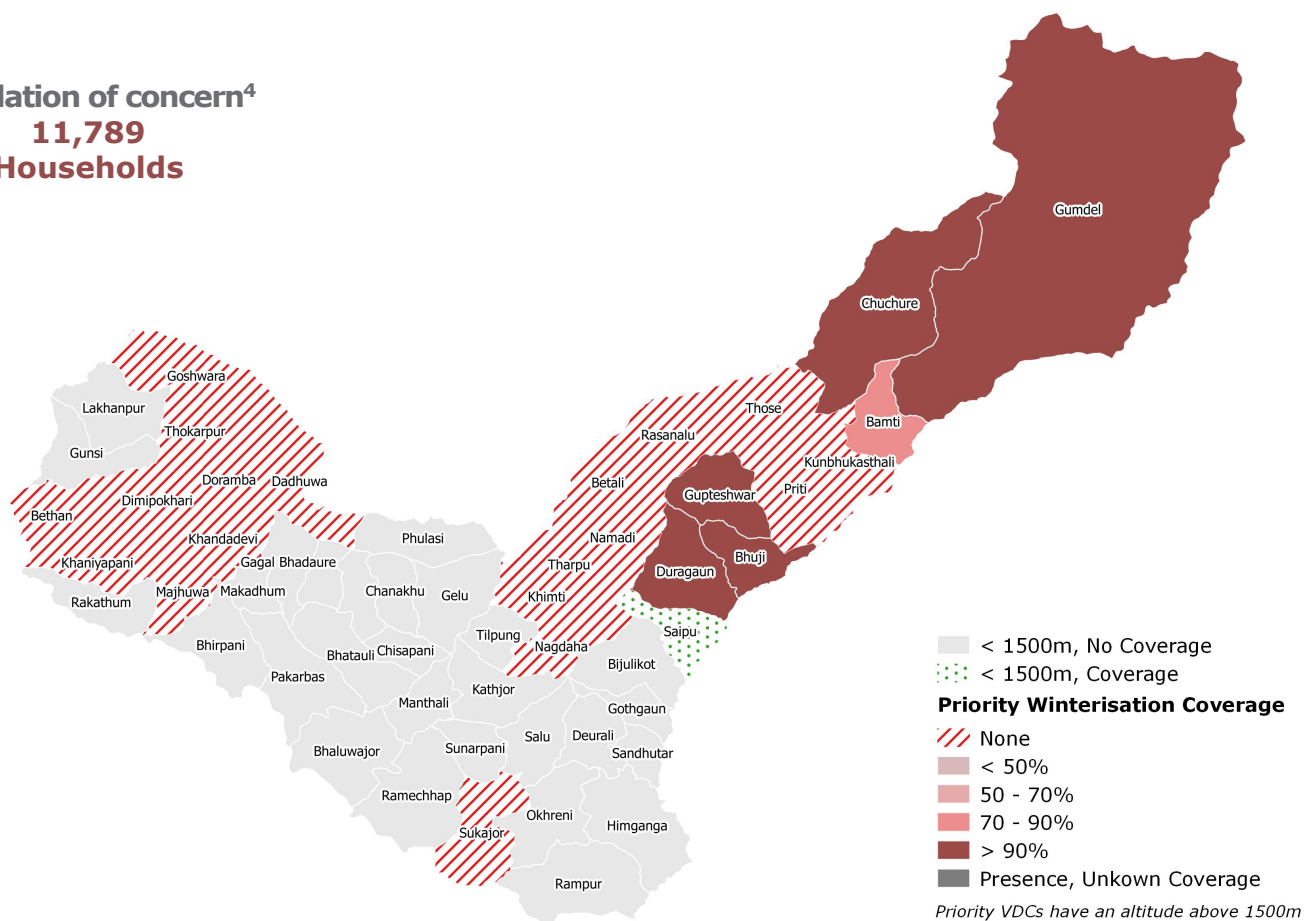 lation of concern4
11,789
Households
Gumdel
Chuchure
Goshwara
Lakhanpur
Those
Bamti
Thokarpur
Rasanalu
Gunsi
Kunbhukasthali
Doramba
Dadhuwa
Betali
Priti
Dimipokhari
Gupteshwar
Bethan
Khandadevi
Phulasi
Namadi
Gagal Bhadaure
Bhuji
Khaniyapani
Tharpu
Duragaun
Majhuwa
Makadhum
Chanakhu
Gelu
Khimti
Rakathum
Tilpung
Saipu
Bhirpani
Nagdaha
Bhatauli
Chisapani
Bijulikot
Pakarbas
Kathjor
Manthali
Gothgaun
Bhaluwajor
Sunarpani
Salu
Deurali
Sandhutar
Ramechhap
Okhreni
Himganga
Sukajor
Rampur
< 1500m, No Coverage
< 1500m, Coverage
Priority Winterisation Coverage
None
< 50%
50 - 70%
70 - 90%
> 90%
Presence, Unkown Coverage
Priority VDCs have an altitude above 1500m